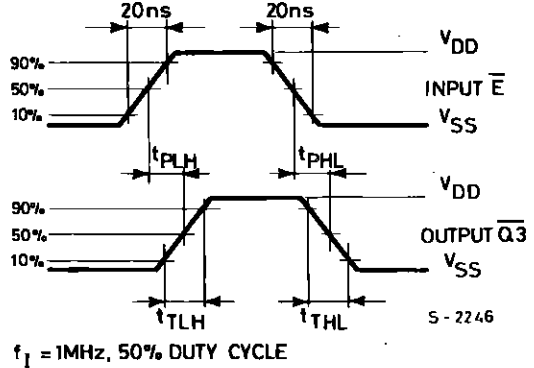 20ns 20ns
V_DD
90%
50%
INPUT E̅
10%
V_SS
t_PLH t_PHL
V_DD
90%
50%
OUTPUT Q̅3̅
10%
V_SS
t_TLH t_THL
S-2246
f_I = 1MHz, 50% DUTY CYCLE